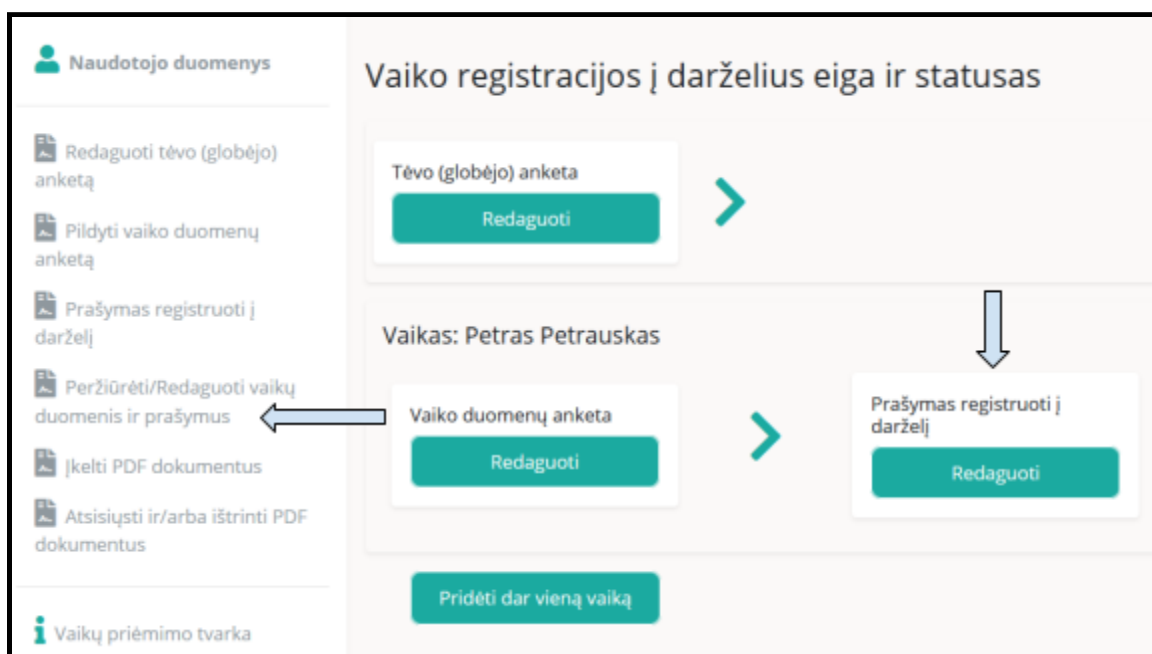 Naudotojo duomenys
Redaguoti tėvo (globėjo)
anketą
Pildyti vaiko duomenų
anketą
Prašymas registruoti į
darželį
Peržiūrėti/Redaguoti vaikų
duomenis ir prašymus
Įkelti PDF dokumentus
Atsisiųsti ir/arba ištrinti PDF
dokumentus
Vaikų priėmimo tvarka
Vaiko registracijos į darželius eiga ir statusas
Tėvo (globėjo) anketa
Redaguoti
Vaikas: Petras Petrauskas
Vaiko duomenų anketa
Redaguoti
Prašymas registruoti į
darželį
Redaguoti
Pridėti dar vieną vaiką